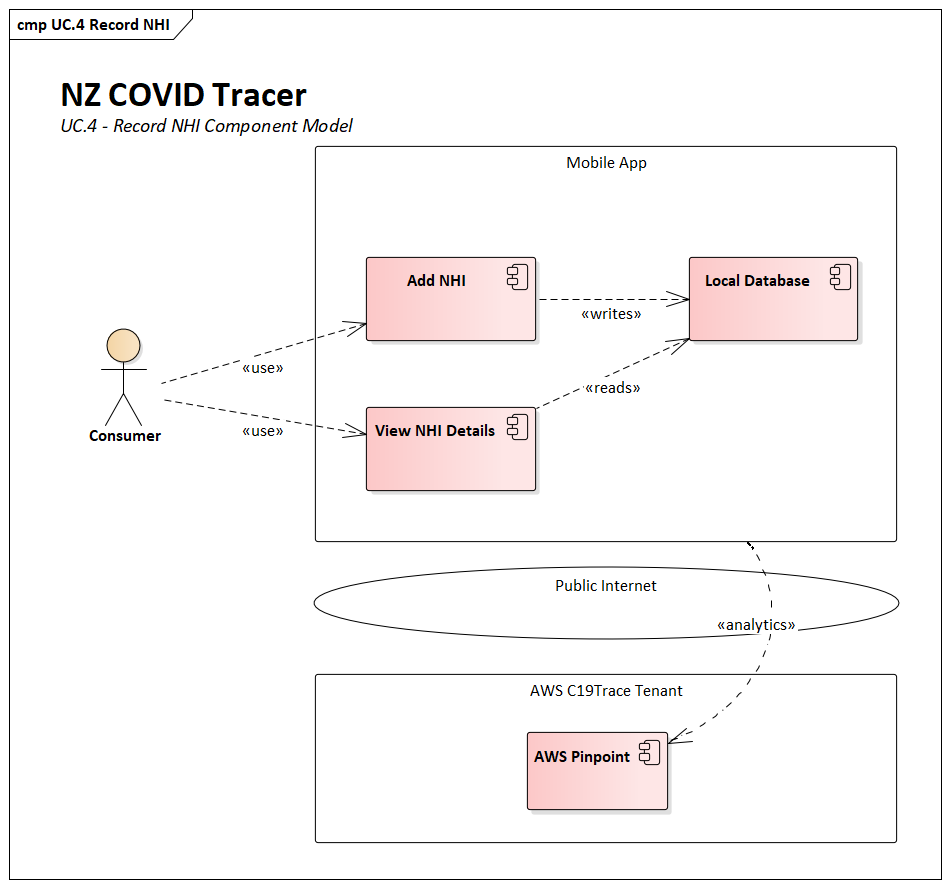 cmp UC.4 Record NHI
NZ COVID Tracer
UC.4 - Record NHI Component Model
Mobile App
Add NHI
Local Database
«writes»
«use»
«reads»
View NHI Details
«use»
Consumer
Public Internet
«analytics»
AWS C19Trace Tenant
AWS Pinpoint